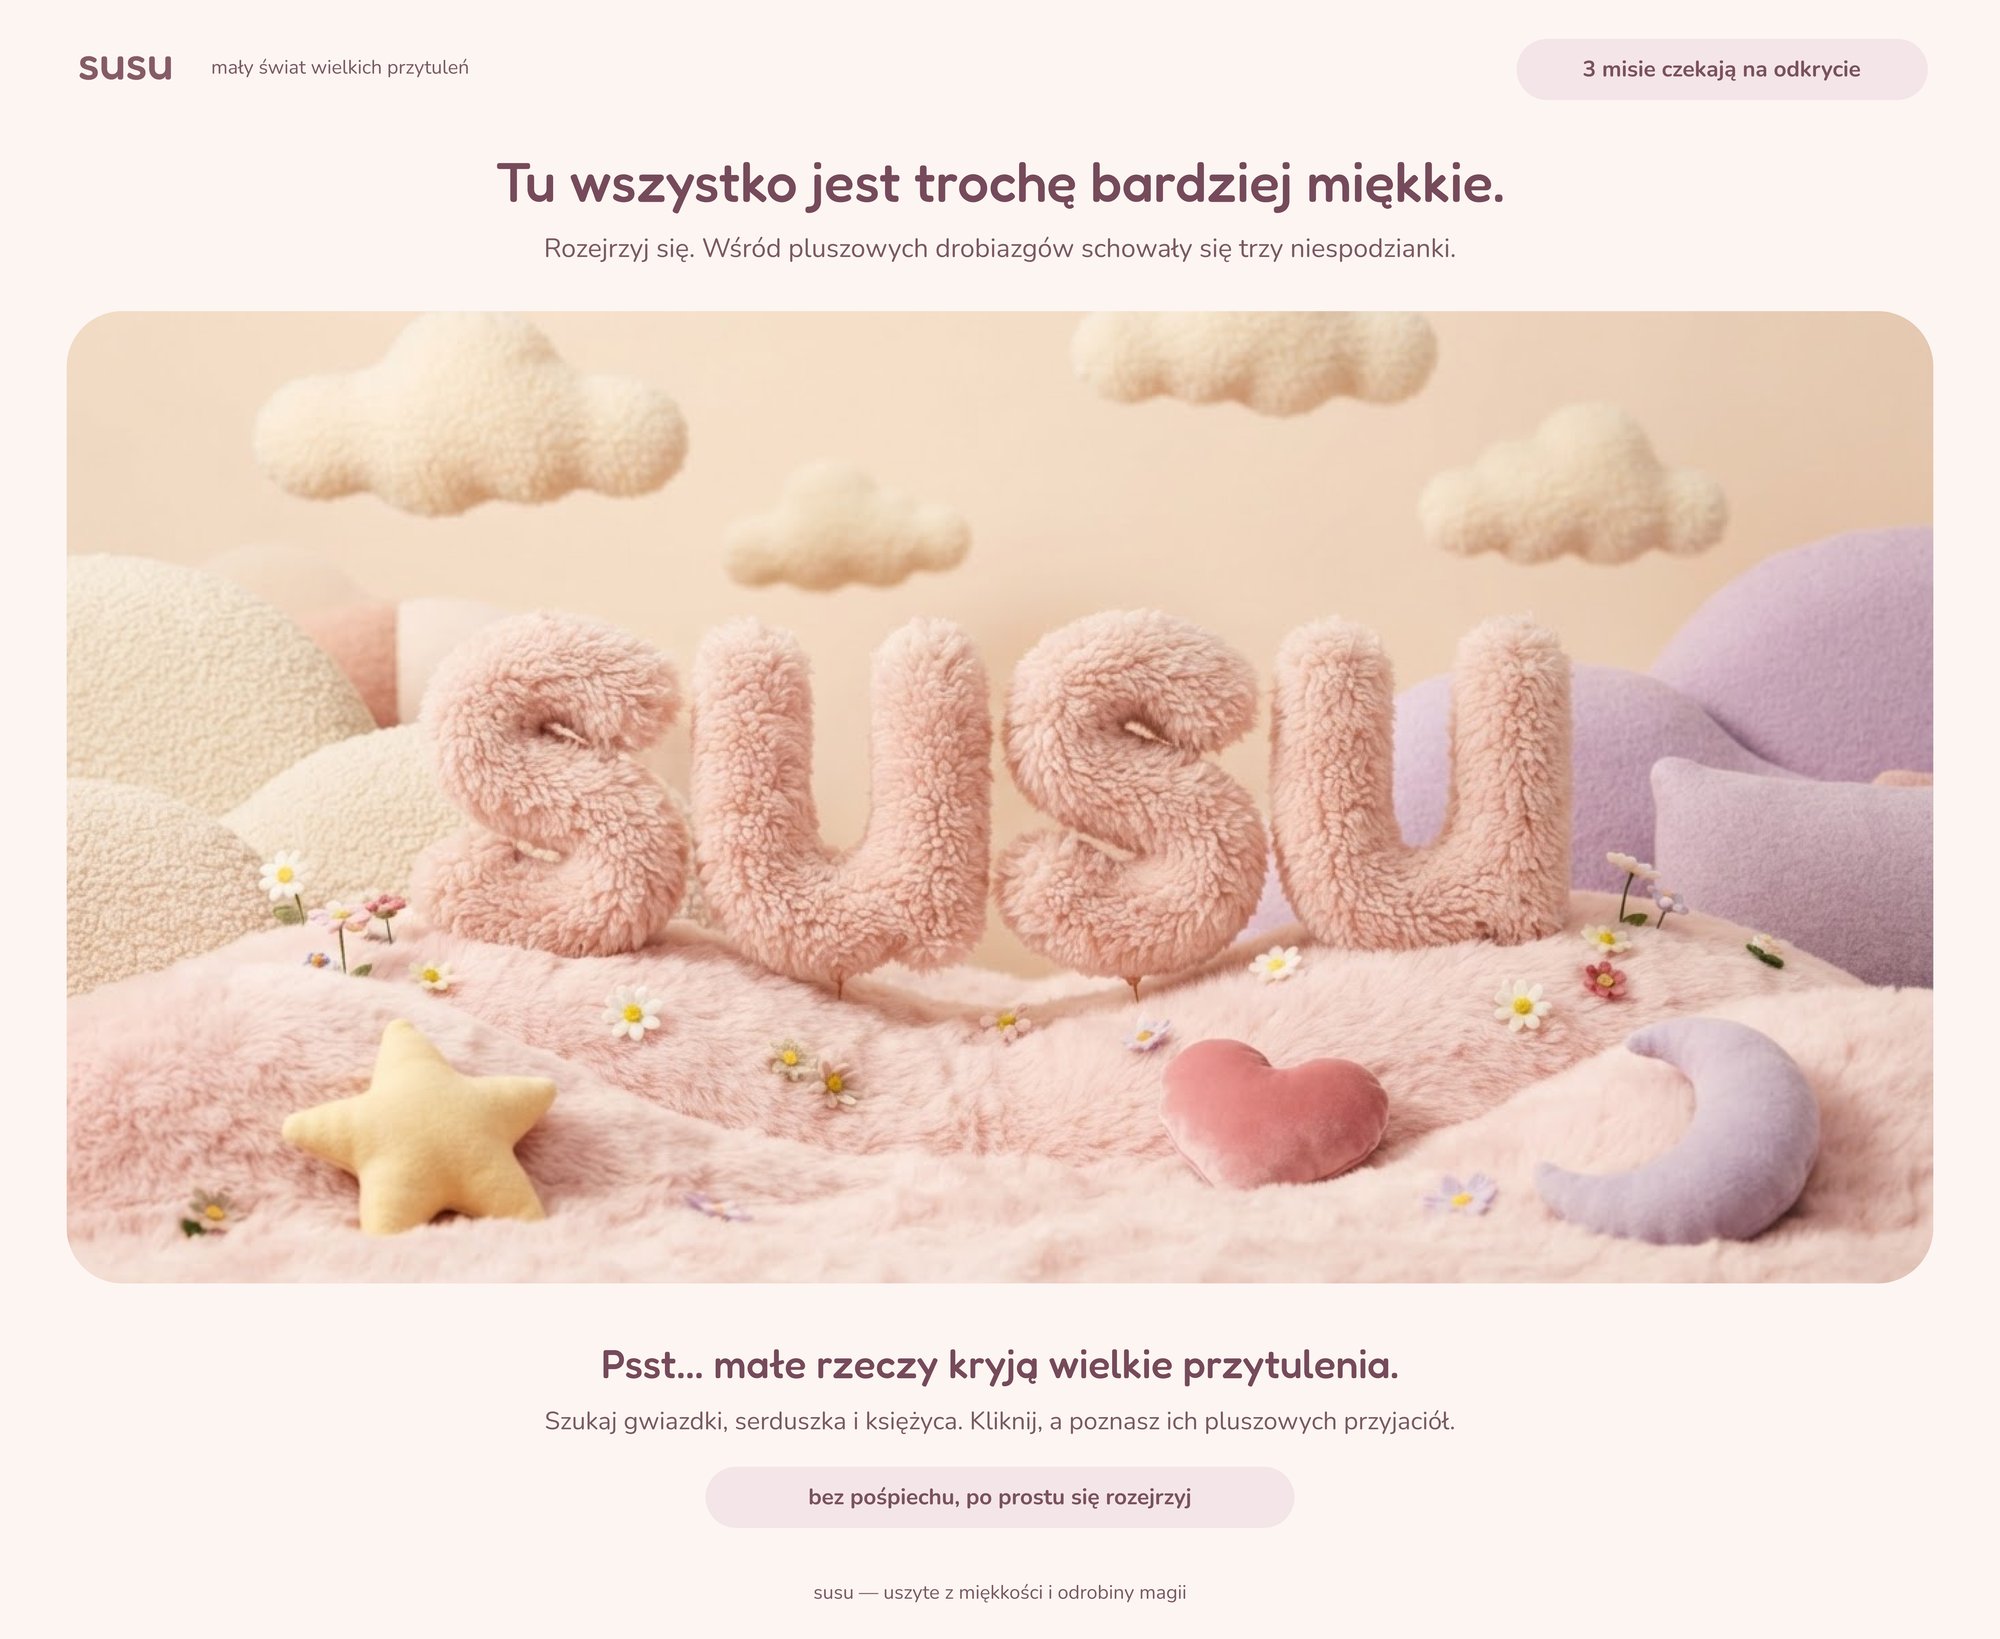 susu
mały świat wielkich przytuleń
3 misie czekają na odkrycie
Tu wszystko jest trochę bardziej miękkie.
Rozejrzyj się. Wśród pluszowych drobiazgów schowały się trzy niespodzianki.
SUSU
Psst... małe rzeczy kryją wielkie przytulenia.
Szukaj gwiazdki, serduszka i księżyca. Kliknij, a poznasz ich pluszowych przyjaciół.
bez pośpiechu, po prostu się rozejrzyj
susu — uszyte z miękkości i odrobiny magii